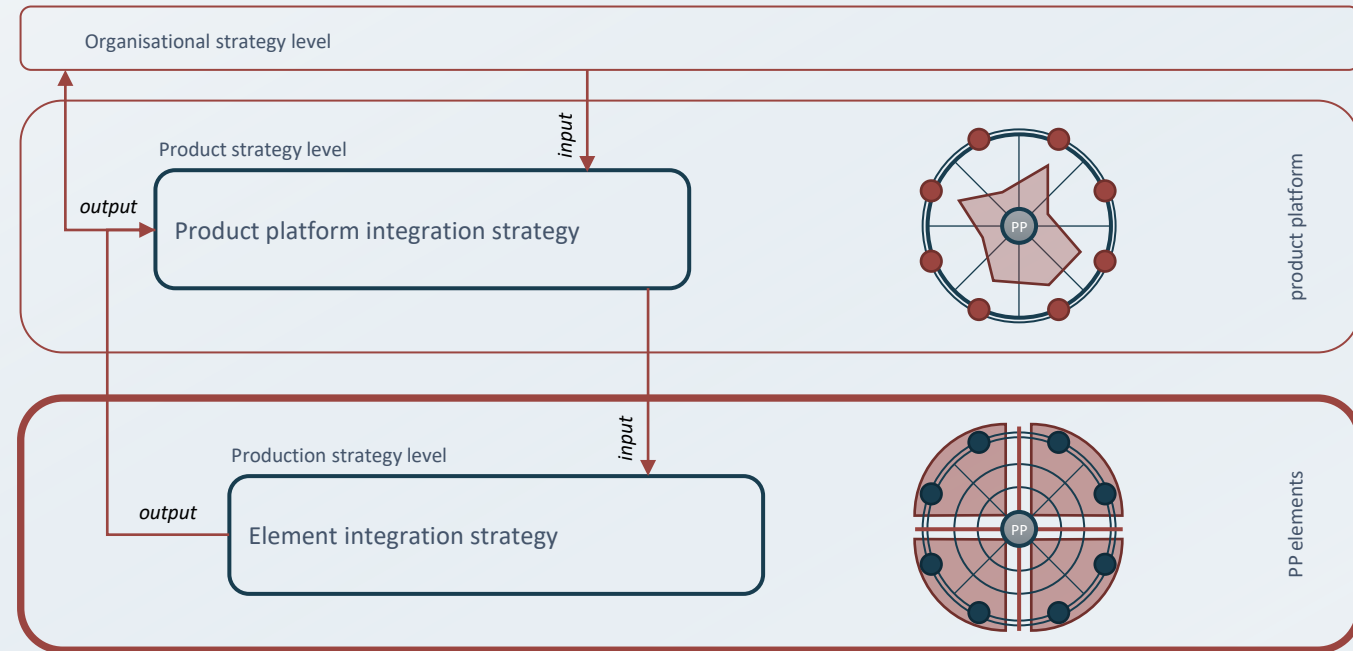 Organisational strategy level
input
Product strategy level
output
Product platform integration strategy
PP
product platform
input
Production strategy level
output
Element integration strategy
PP
PP elements